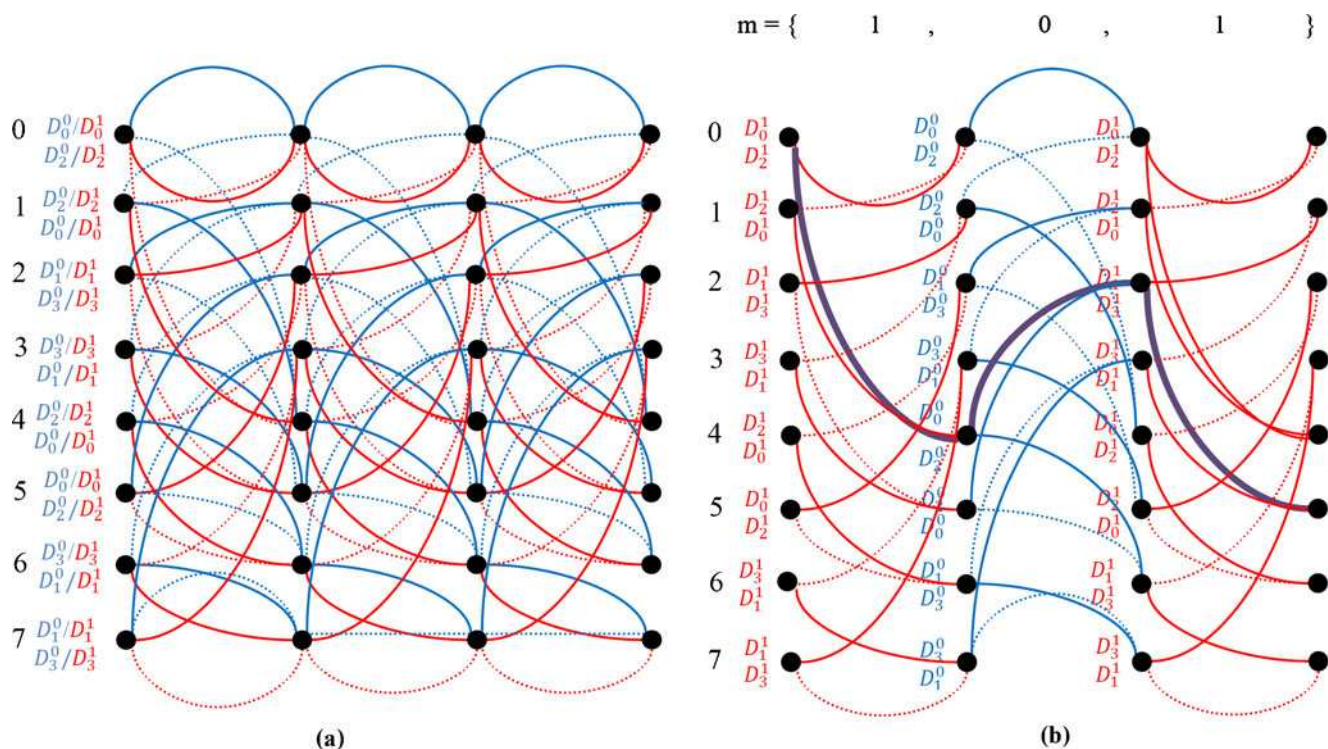 m = { 1 , 0 , 1 }
0 D_0^0/D_0^1
D_2^0/D_2^1
1 D_2^0/D_2^1
D_0^0/D_0^1
2 D_1^0/D_1^1
D_3^0/D_3^1
3 D_3^0/D_3^1
D_1^0/D_1^1
4 D_2^0/D_2^1
D_0^0/D_0^1
5 D_0^0/D_0^1
D_2^0/D_2^1
6 D_3^0/D_3^1
D_1^0/D_1^1
7 D_1^0/D_1^1
D_3^0/D_3^1
(a)
0 D_0^1 D_0^0 D_0^1
D_2^1 D_2^0 D_2^1
1 D_2^1 D_2^0 D_2^1
D_0^1 D_0^0 D_0^1
2 D_1^1 D_1^0 D_1^1
D_3^1 D_3^0 D_3^1
3 D_3^1 D_3^0 D_3^1
D_1^1 D_1^0 D_1^1
4 D_2^1 D_0^0 D_0^1
D_0^1 D_2^0 D_2^1
5 D_0^1 D_2^0 D_2^1
D_2^1 D_0^0 D_0^1
6 D_3^1 D_1^0 D_1^1
D_1^1 D_3^0 D_3^1
7 D_1^1 D_3^0 D_3^1
D_3^1 D_1^0 D_1^1
(b)